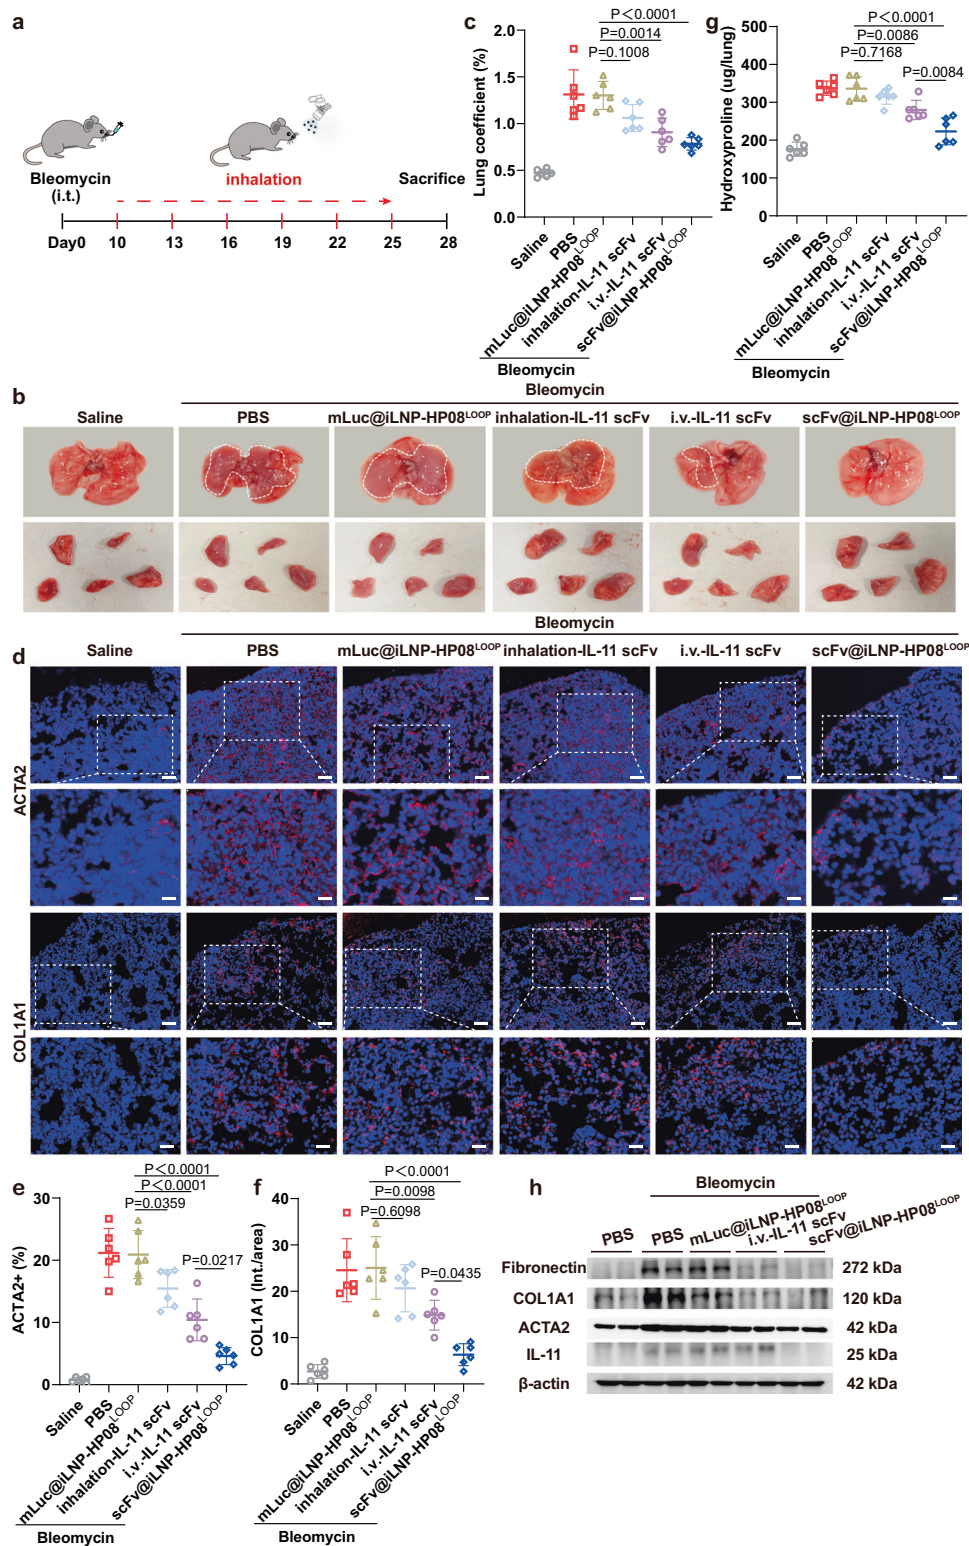 a
Bleomycin
(i.t.)
inhalation
Sacrifice
Day0 10 13 16 19 22 25 28
c
Lung coefficient (%)
2.0
1.5
1.0
0.5
0.0
P<0.0001
P=0.0014
P=0.1008
Saline
PBS
mLuc@iLNP-HP08LOOP
inhalation-IL-11 scFv
i.v.-IL-11 scFv
scFv@iLNP-HP08LOOP
Bleomycin
g
Hydroxyproline (ug/lung)
500
400
300
200
100
0
P<0.0001
P=0.0086
P=0.7168
P=0.0084
Saline
PBS
mLuc@iLNP-HP08LOOP
inhalation-IL-11 scFv
i.v.-IL-11 scFv
scFv@iLNP-HP08LOOP
Bleomycin
b
Bleomycin
Saline PBS mLuc@iLNP-HP08LOOP inhalation-IL-11 scFv i.v.-IL-11 scFv scFv@iLNP-HP08LOOP
d
Bleomycin
Saline PBS mLuc@iLNP-HP08LOOP inhalation-IL-11 scFv i.v.-IL-11 scFv scFv@iLNP-HP08LOOP
ACTA2
COL1A1
e
ACTA2+ (%)
30
20
10
0
P<0.0001
P<0.0001
P=0.0359
P=0.0217
Saline
PBS
mLuc@iLNP-HP08LOOP
inhalation-IL-11 scFv
i.v.-IL-11 scFv
scFv@iLNP-HP08LOOP
Bleomycin
f
COL1A1 (Int./area)
40
30
20
10
0
P<0.0001
P=0.0098
P=0.6098
P=0.0435
Saline
PBS
mLuc@iLNP-HP08LOOP
inhalation-IL-11 scFv
i.v.-IL-11 scFv
scFv@iLNP-HP08LOOP
Bleomycin
h
Bleomycin
PBS
PBS
mLuc@iLNP-HP08LOOP
i.v.-IL-11 scFv
scFv@iLNP-HP08LOOP
Fibronectin 272 kDa
COL1A1 120 kDa
ACTA2 42 kDa
IL-11 25 kDa
β-actin 42 kDa